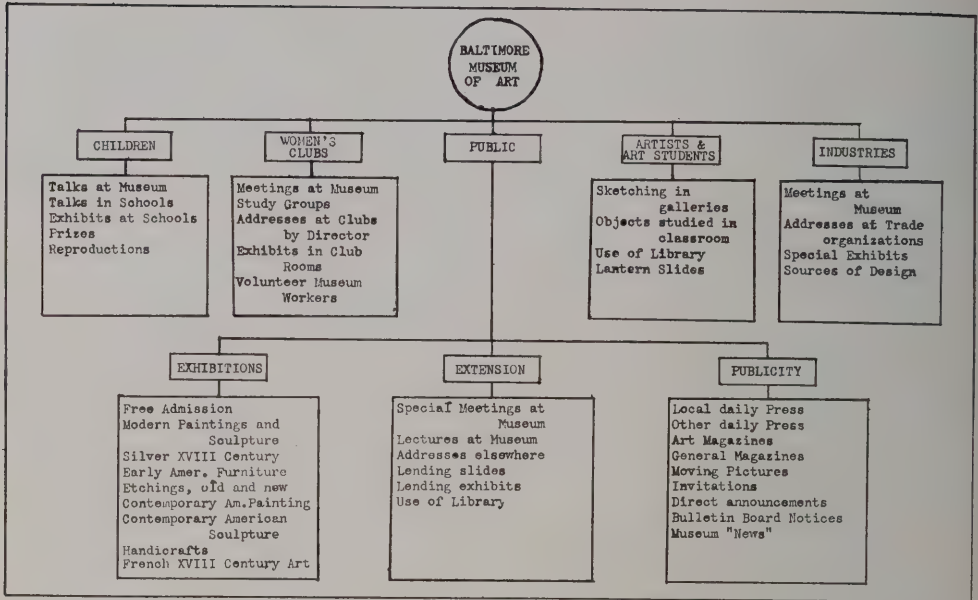 BALTIMORE
MUSEUM
OF ART
CHILDREN
Talks at Museum
Talks in Schools
Exhibits at Schools
Prizes
Reproductions
WOMEN'S
CLUBS
Meetings at Museum
Study Groups
Addresses at Clubs
by Director
Exhibits in Club
Rooms
Volunteer Museum
Workers
PUBLIC
ARTISTS &
ART STUDENTS
Sketching in
galleries
Objects studied in
classroom
Use of Library
Lantern Slides
INDUSTRIES
Meetings at
Museum
Addresses at Trade
organizations
Special Exhibits
Sources of Design
EXHIBITIONS
Free Admission
Modern Paintings and
Sculpture
Silver XVIII Century
Early Amer. Furniture
Etchings, old and new
Contemporary Am.Painting
Contemporary American
Sculpture
Handicrafts
French XVIII Century Art
EXTENSION
Special Meetings at
Museum
Lectures at Museum
Addresses elsewhere
Lending slides
Lending exhibits
Use of Library
PUBLICITY
Local daily Press
Other daily Press
Art Magazines
General Magazines
Moving Pictures
Invitations
Direct announcements
Bulletin Board Notices
Museum "News"